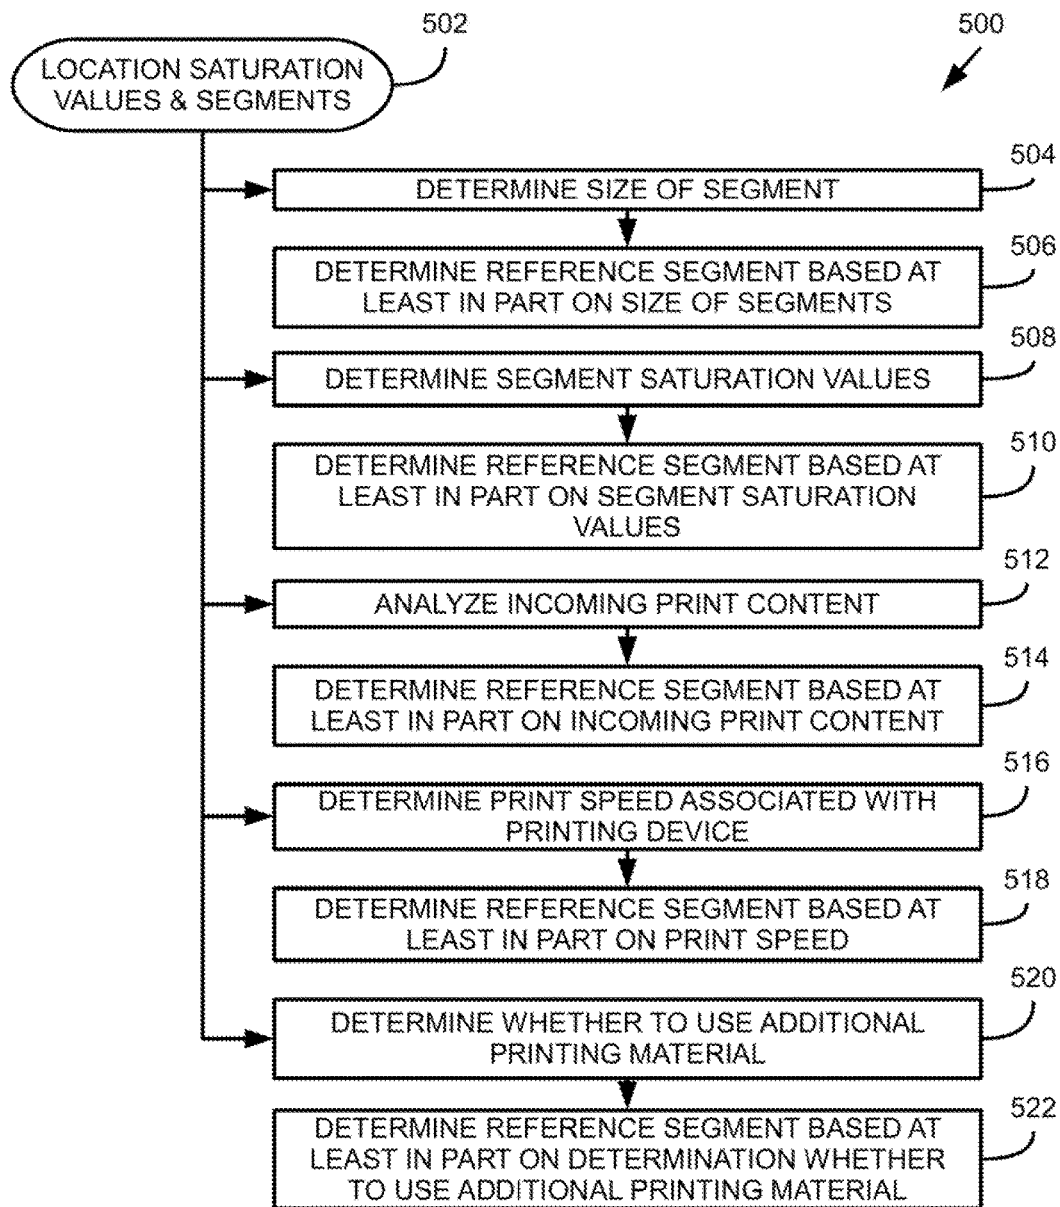 502
500
LOCATION SATURATION
VALUES & SEGMENTS
504
DETERMINE SIZE OF SEGMENT
506
DETERMINE REFERENCE SEGMENT BASED AT
LEAST IN PART ON SIZE OF SEGMENTS
508
DETERMINE SEGMENT SATURATION VALUES
510
DETERMINE REFERENCE SEGMENT BASED AT
LEAST IN PART ON SEGMENT SATURATION
VALUES
512
ANALYZE INCOMING PRINT CONTENT
514
DETERMINE REFERENCE SEGMENT BASED AT
LEAST IN PART ON INCOMING PRINT CONTENT
516
DETERMINE PRINT SPEED ASSOCIATED WITH
PRINTING DEVICE
518
DETERMINE REFERENCE SEGMENT BASED AT
LEAST IN PART ON PRINT SPEED
520
DETERMINE WHETHER TO USE ADDITIONAL
PRINTING MATERIAL
522
DETERMINE REFERENCE SEGMENT BASED AT
LEAST IN PART ON DETERMINATION WHETHER
TO USE ADDITIONAL PRINTING MATERIAL